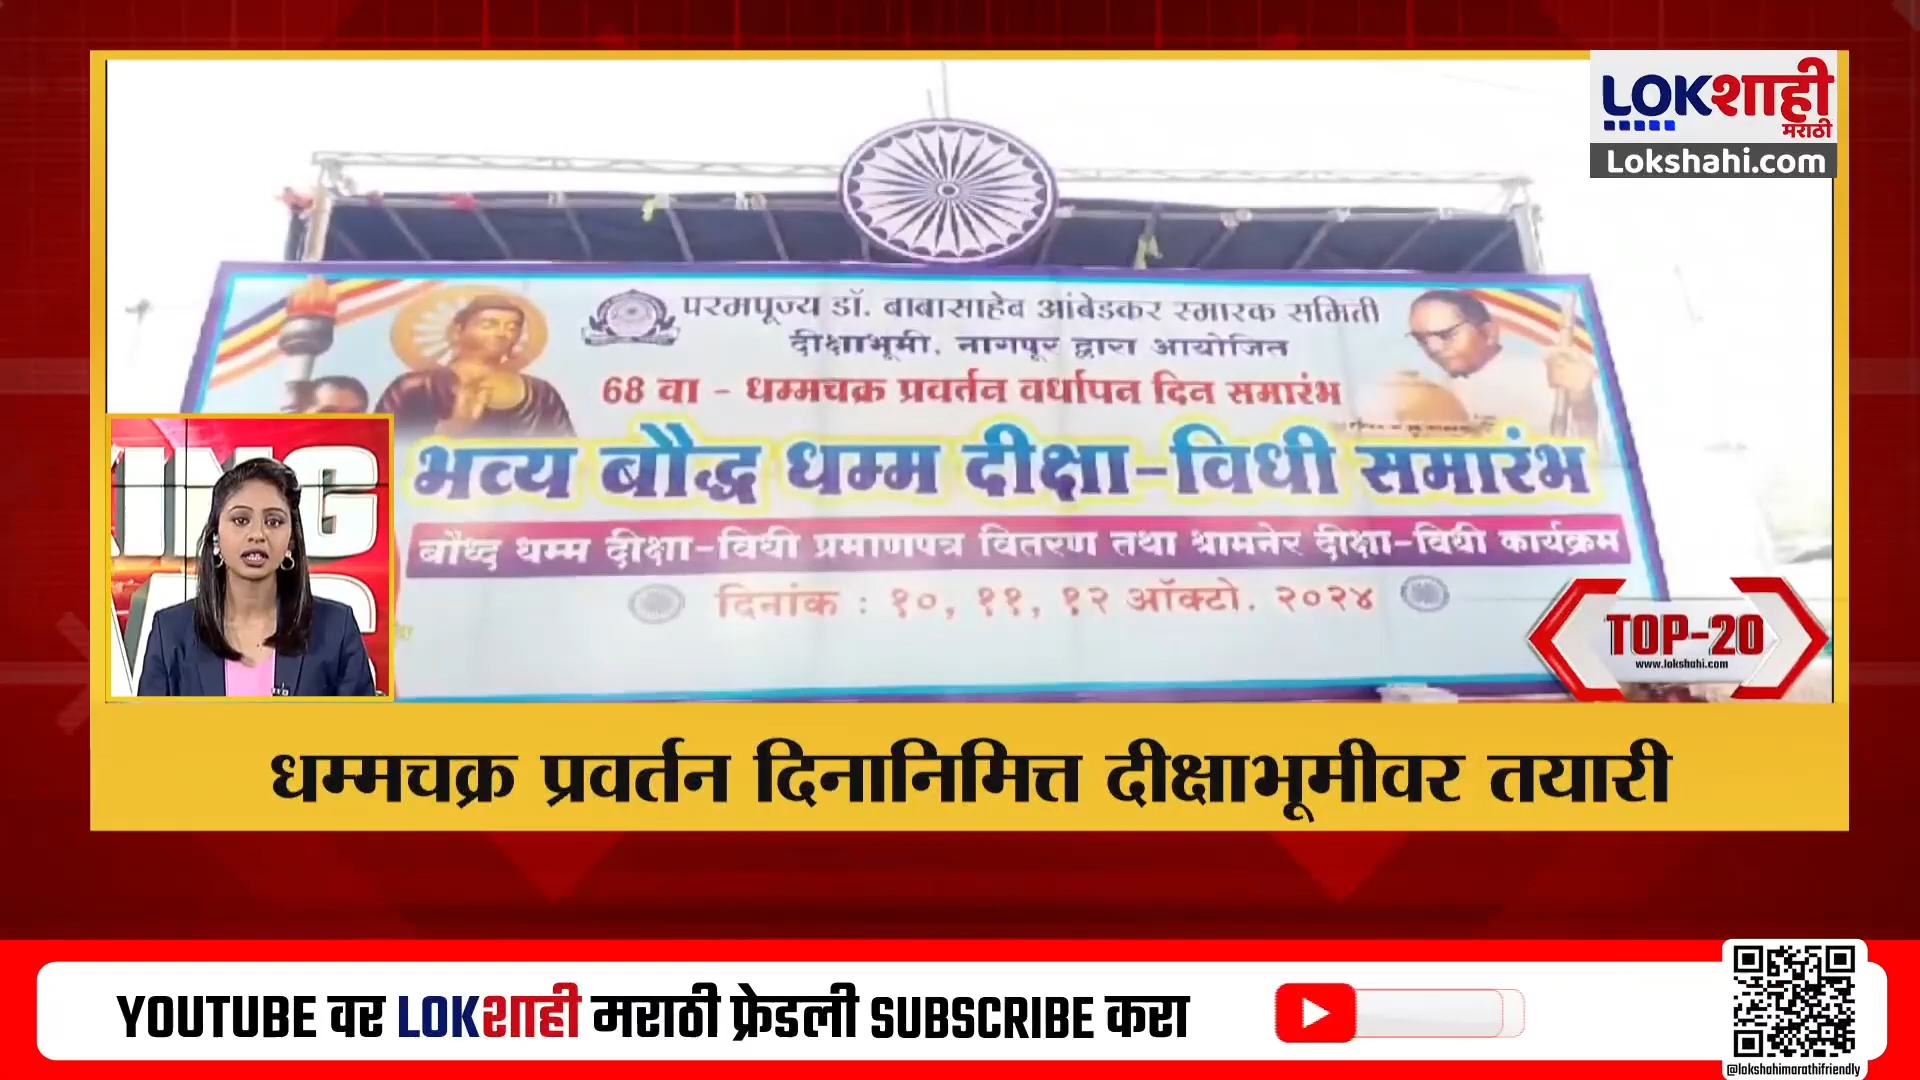 LOKशाही
मराठी
Lokshahi.com
परमपूज्य डॉ. बाबासाहेब आंबेडकर स्मारक समिती
दीक्षाभूमी, नागपूर द्वारा आयोजित
68 वा - धम्मचक्र प्रवर्तन वर्धापन दिन समारंभ
भव्य बौद्ध धम्म दीक्षा-विधी समारंभ
बौध्द धम्म दीक्षा-विधी प्रमाणपत्र वितरण तथा श्रामनेर दीक्षा-विधी कार्यक्रम
दिनांक : १०, ११, १२ ऑक्टो. २०२४
TOP-20
www.lokshahi.com
धम्मचक्र प्रवर्तन दिनानिमित्त दीक्षाभूमीवर तयारी
YOUTUBE वर LOKशाही मराठी फ्रेंडली SUBSCRIBE करा
@lokshahimarathifriendly